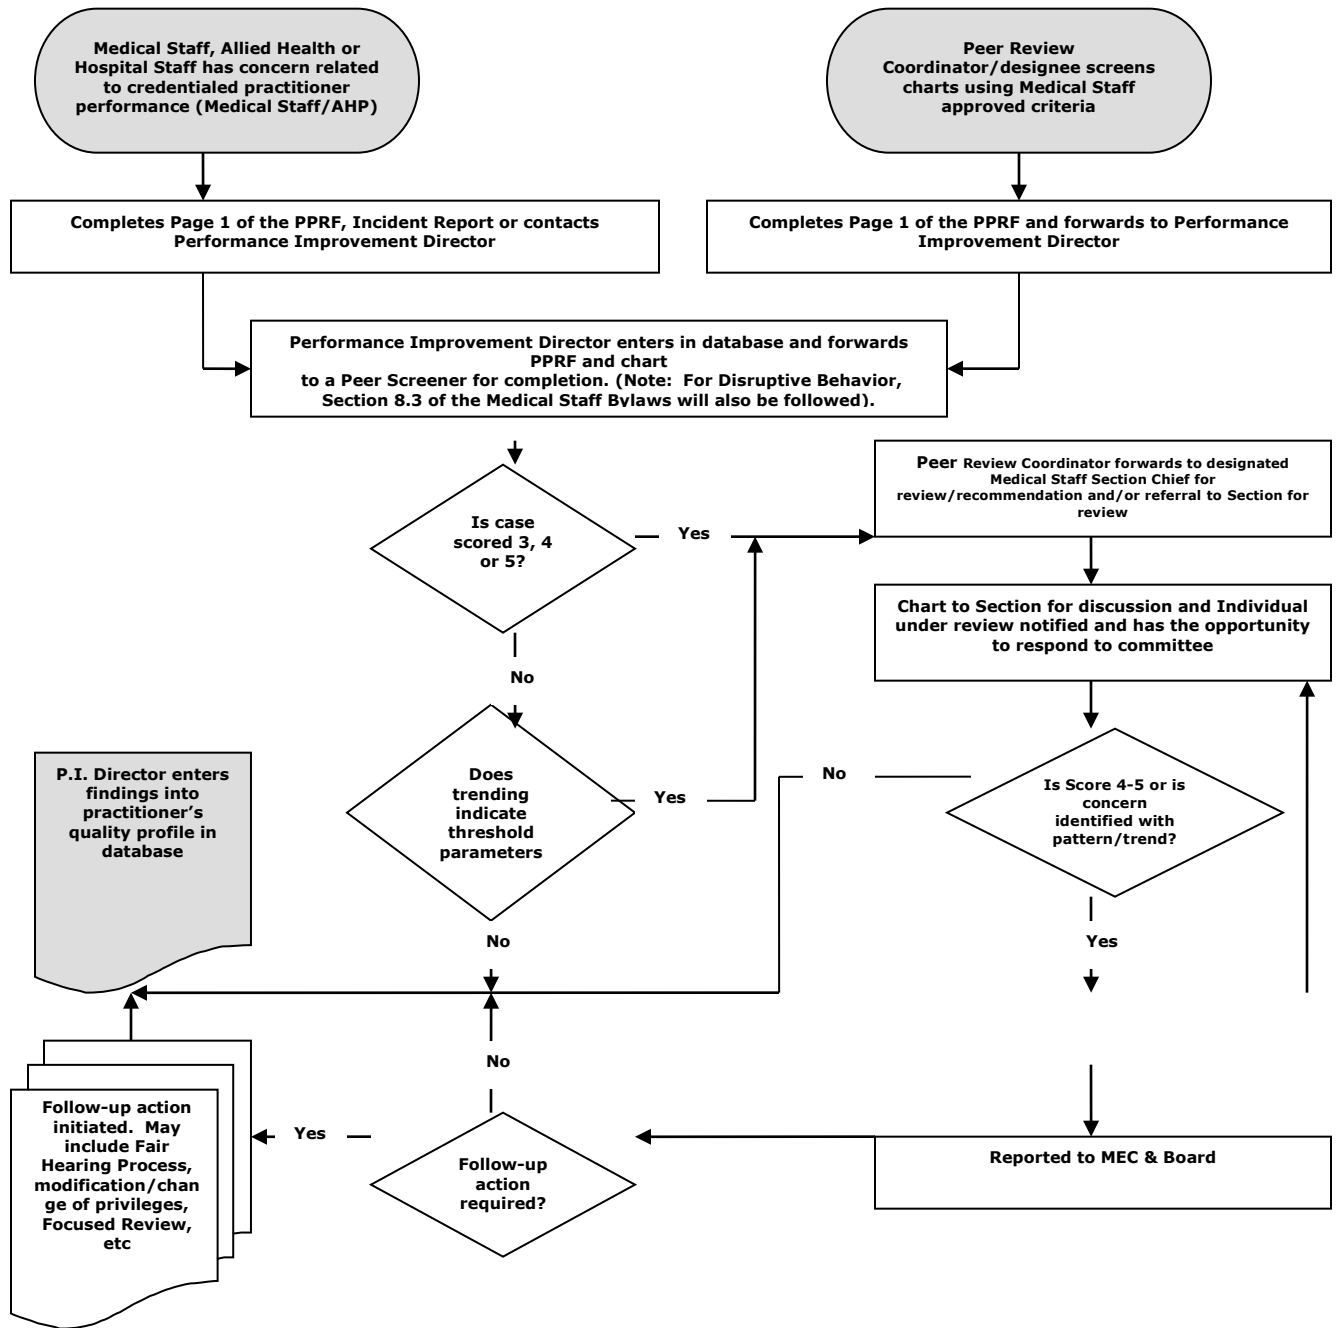 Medical Staff, Allied Health or
Hospital Staff has concern related
to credentialed practitioner
performance (Medical Staff/AHP)
Peer Review
Coordinator/designee screens
charts using Medical Staff
approved criteria
Completes Page 1 of the PPRF, Incident Report or contacts
Performance Improvement Director
Completes Page 1 of the PPRF and forwards to Performance
Improvement Director
Performance Improvement Director enters in database and forwards
PPRF and chart
to a Peer Screener for completion. (Note: For Disruptive Behavior,
Section 8.3 of the Medical Staff Bylaws will also be followed).
Peer Review Coordinator forwards to designated
Medical Staff Section Chief for
review/recommendation and/or referral to Section for
review
Is case
scored 3, 4
or 5?
Yes
No
Chart to Section for discussion and Individual
under review notified and has the opportunity
to respond to committee
P.I. Director enters
findings into
practitioner's
quality profile in
database
Does
trending
indicate
threshold
parameters
Yes
No
No
Is Score 4-5 or is
concern
identified with
pattern/trend?
Yes
No
Follow-up action
initiated. May
include Fair
Hearing Process,
modification/chan
ge of privileges,
Focused Review,
etc
Yes
Follow-up
action
required?
Reported to MEC & Board